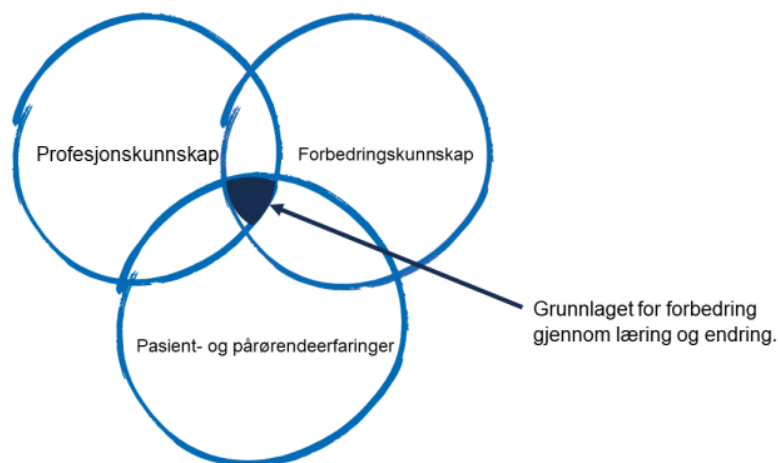 Profesjonskunnskap
Forbedringskunnskap
Grunnlaget for forbedring
gjennom læring og endring.
Pasient- og pårørendeerfaringer